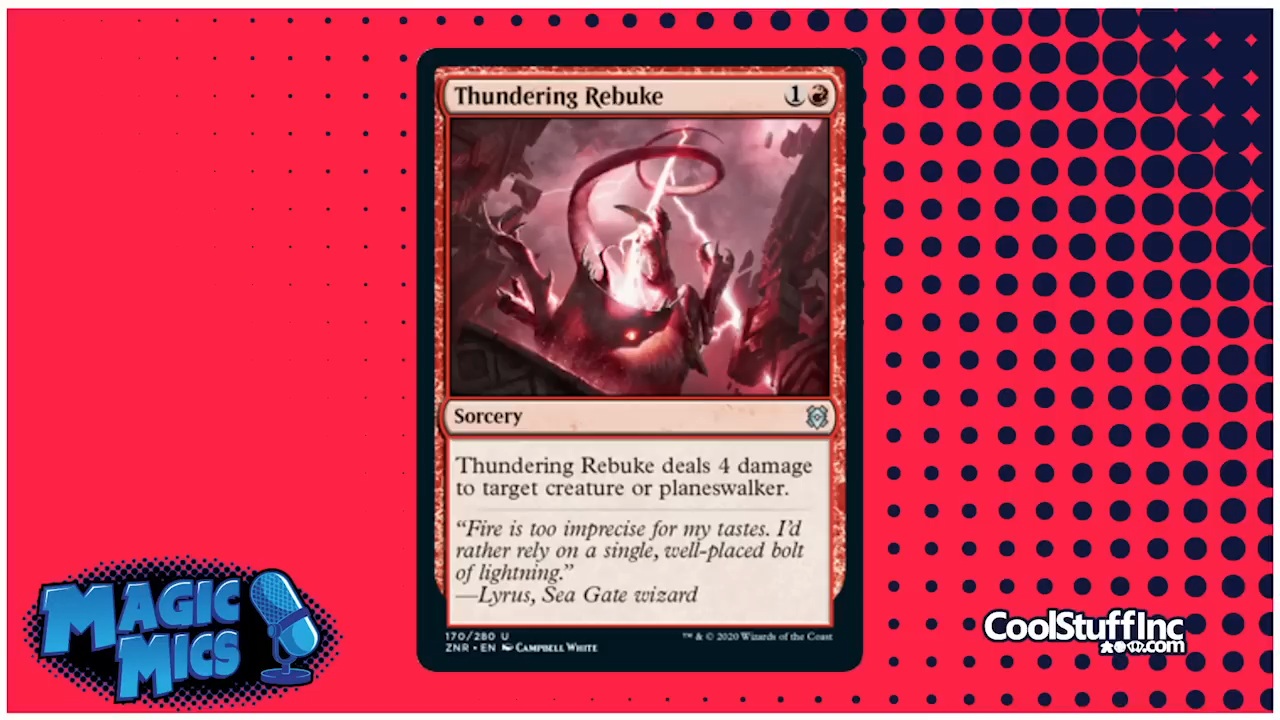 Thundering Rebuke 1
Sorcery
Thundering Rebuke deals 4 damage
to target creature or planeswalker.
“Fire is too imprecise for my tastes. I’d
rather rely on a single, well-placed bolt
of lightning.”
—Lyrus, Sea Gate wizard
170/280 U
ZNR • EN CAMPBELL WHITE
™ & © 2020 Wizards of the Coast
MAGIC
MICS
CoolStuffInc
.com